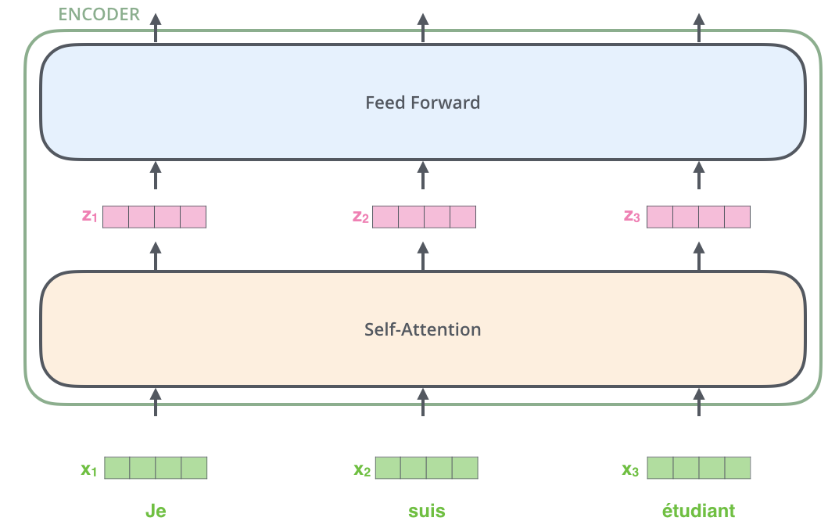 ENCODER
Feed Forward
z1 z2 z3
Self-Attention
x1 x2 x3
Je suis étudiant